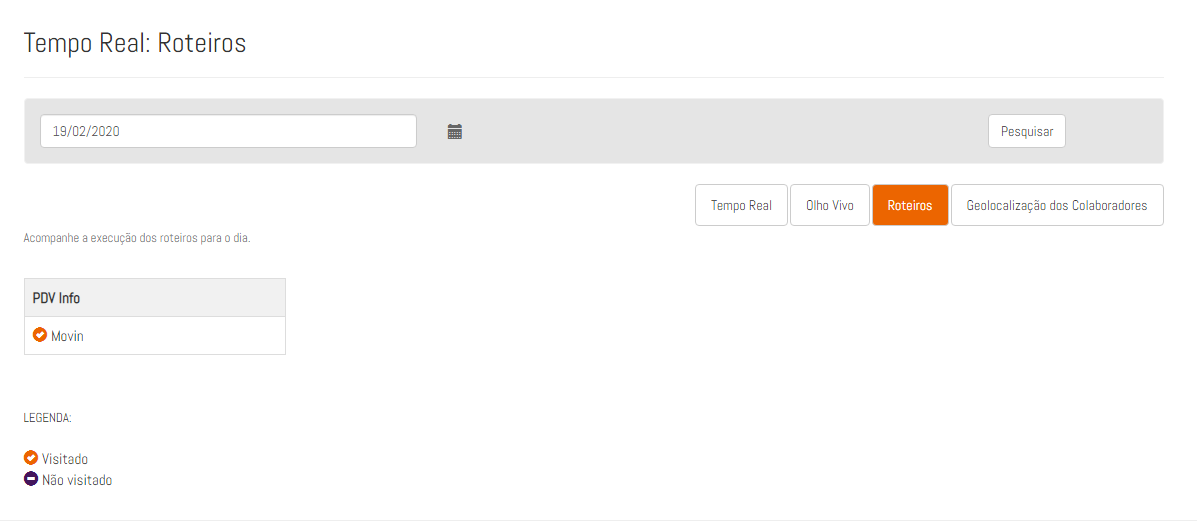 Tempo Real: Roteiros
19/02/2020
Pesquisar
Tempo Real
Olho Vivo
Roteiros
Geolocalização dos Colaboradores
Acompanhe a execução dos roteiros para o dia.
PDV Info
Movin
LEGENDA:
Visitado
Não visitado